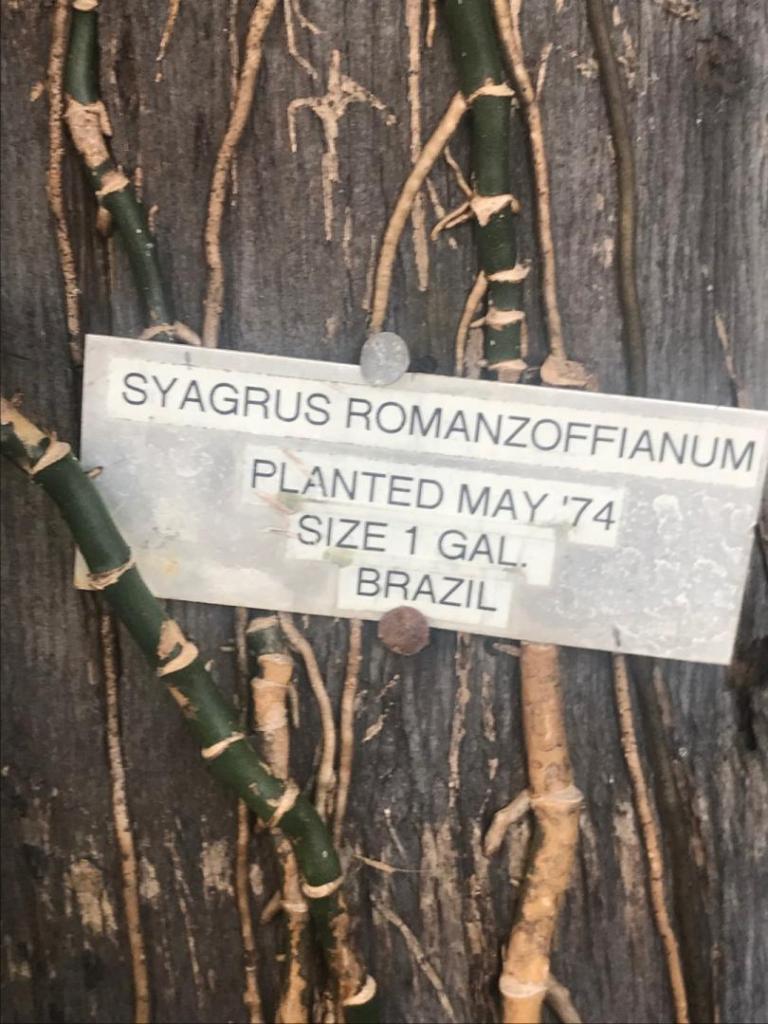 SYAGRUS ROMANZOFFIANUM
PLANTED MAY '74
SIZE 1 GAL.
BRAZIL